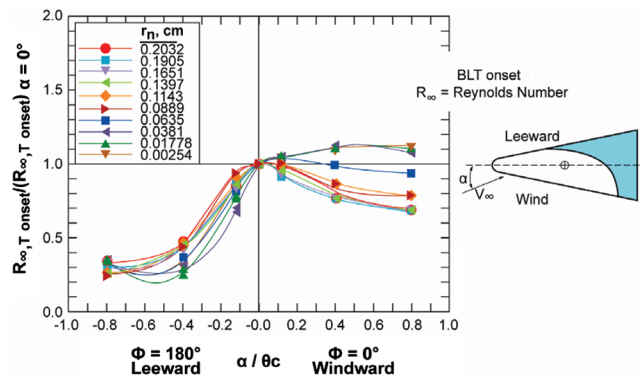 2.0
1.5
1.0
0.5
0.0
R∞,T onset/(R∞,T onset) α = 0°
rn, cm
0.2032
0.1905
0.1651
0.1397
0.1143
0.0889
0.0635
0.0381
0.01778
0.00254
-1.0 -0.8 -0.6 -0.4 -0.2 -0.0 0.2 0.4 0.6 0.8 1.0
Φ = 180° α / θc Φ = 0°
Leeward Windward
BLT onset
R∞ = Reynolds Number
Leeward
α
V∞
Wind